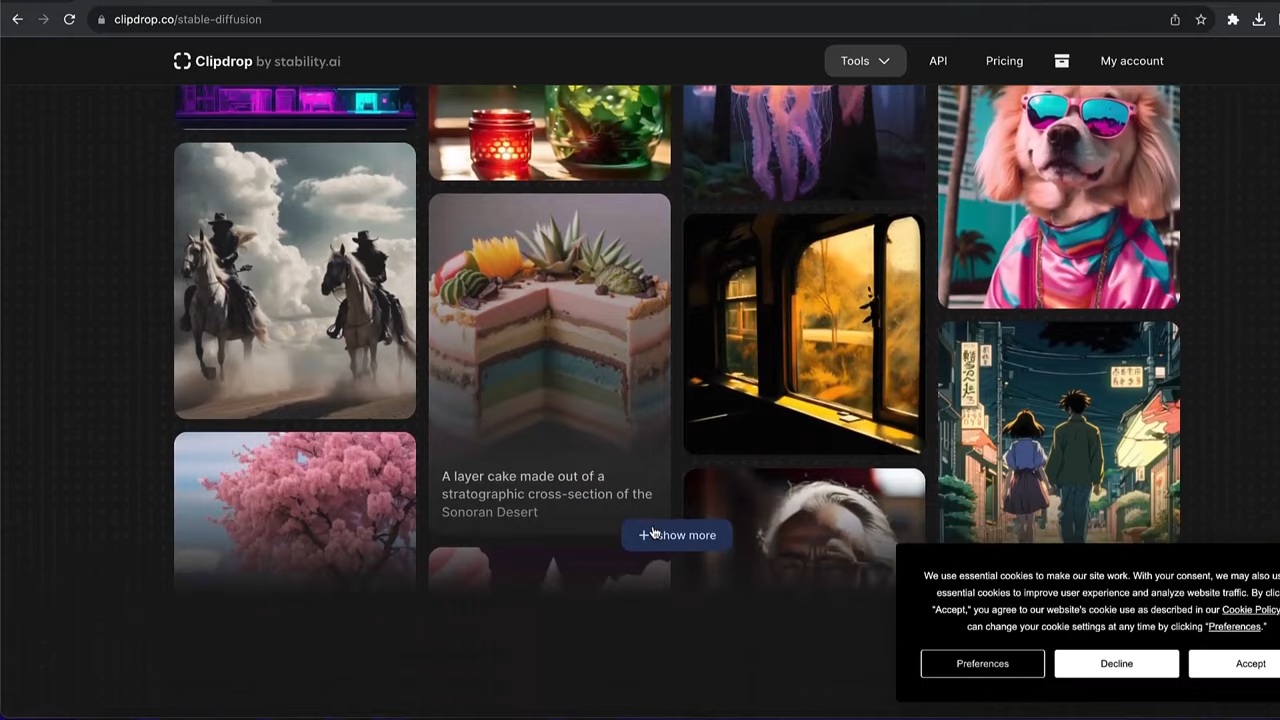 clipdrop.co/stable-diffusion
Clipdrop by stability.ai
Tools
API
Pricing
My account
A layer cake made out of a
stratographic cross-section of the
Sonoran Desert
show more
We use essential cookies to make our site work. With your consent, we may also
essential cookies to improve user experience and analyze website traffic. By
"Accept," you agree to our website's cookie use as described in our Cookie Policy
can change your cookie settings at any time by clicking "Preferences."
Preferences
Decline
Accept